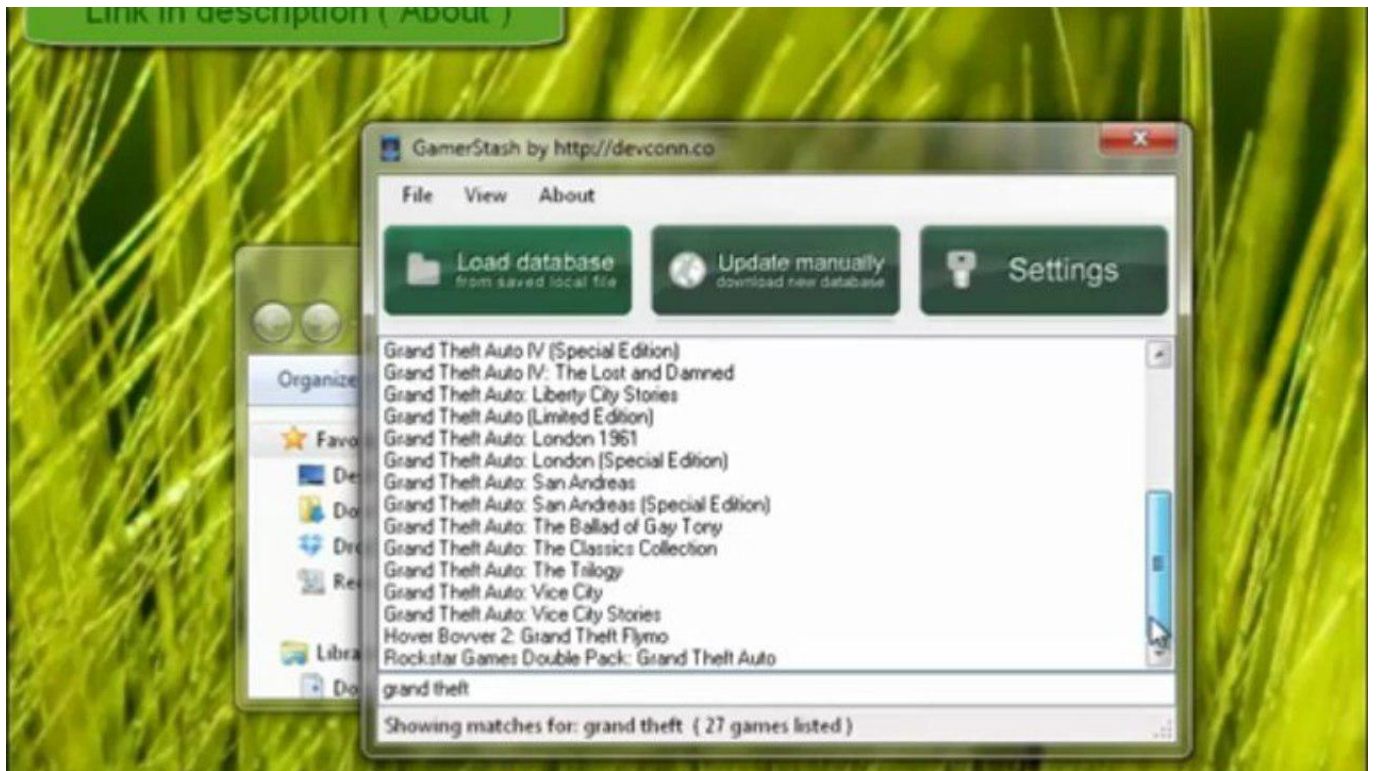 Link in description ( About )
GamerStash by http://devconn.co
File View About
Load database
from saved local file
Update manually
download new database
Settings
Organize
Grand Theft Auto IV (Special Edition)
Grand Theft Auto IV: The Lost and Damned
Grand Theft Auto: Liberty City Stories
Grand Theft Auto (Limited Edition)
Grand Theft Auto: London 1961
Grand Theft Auto: London (Special Edition)
Grand Theft Auto: San Andreas
Grand Theft Auto: San Andreas (Special Edition)
Grand Theft Auto: The Ballad of Gay Tony
Grand Theft Auto: The Classics Collection
Grand Theft Auto: The Trilogy
Grand Theft Auto: Vice City
Grand Theft Auto: Vice City Stories
Hover Bovver 2: Grand Theft Flymo
Rockstar Games Double Pack: Grand Theft Auto
Favo
De
Do
Dro
Re
Libra
Do
grand theft
Showing matches for: grand theft ( 27 games listed )